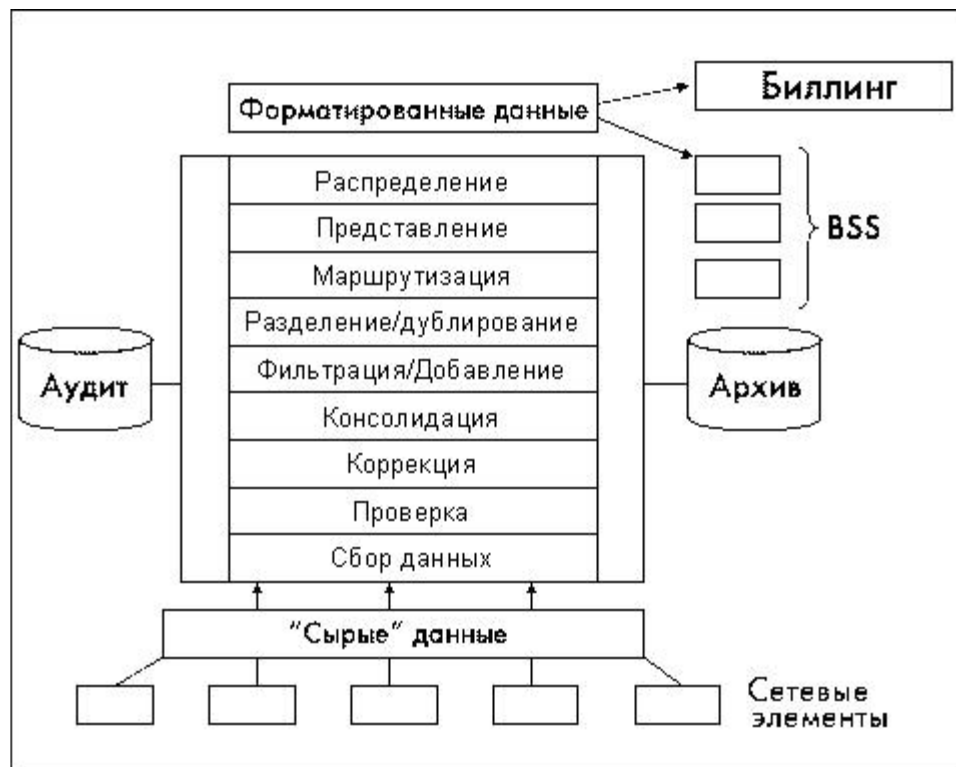 Биллинг
Форматированные данные
Распределение
Представление
BSS
Маршрутизация
Разделение/дублирование
Аудит
Фильтрация/Добавление
Архив
Консолидация
Коррекция
Проверка
Сбор данных
"Сырые" данные
Сетевые
элементы